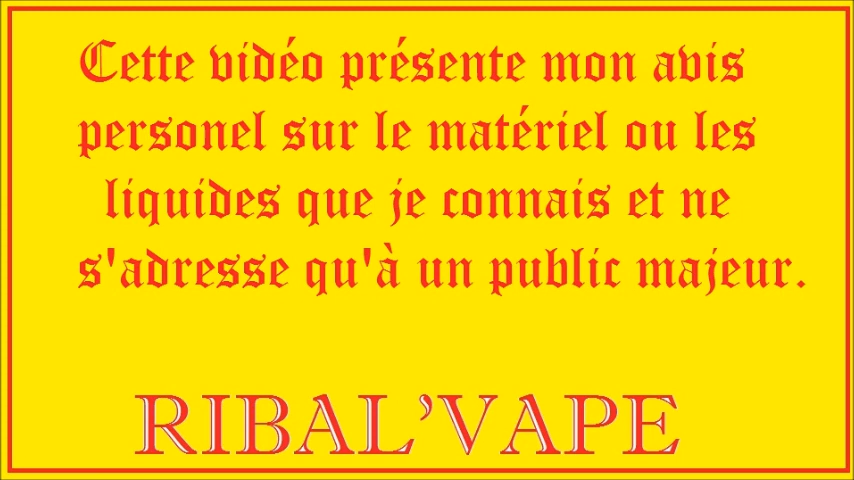 Cette vidéo présente mon avis
personel sur le matériel ou les
liquides que je connais et ne
s'adresse qu'à un public majeur.
RIBAL’VAPE